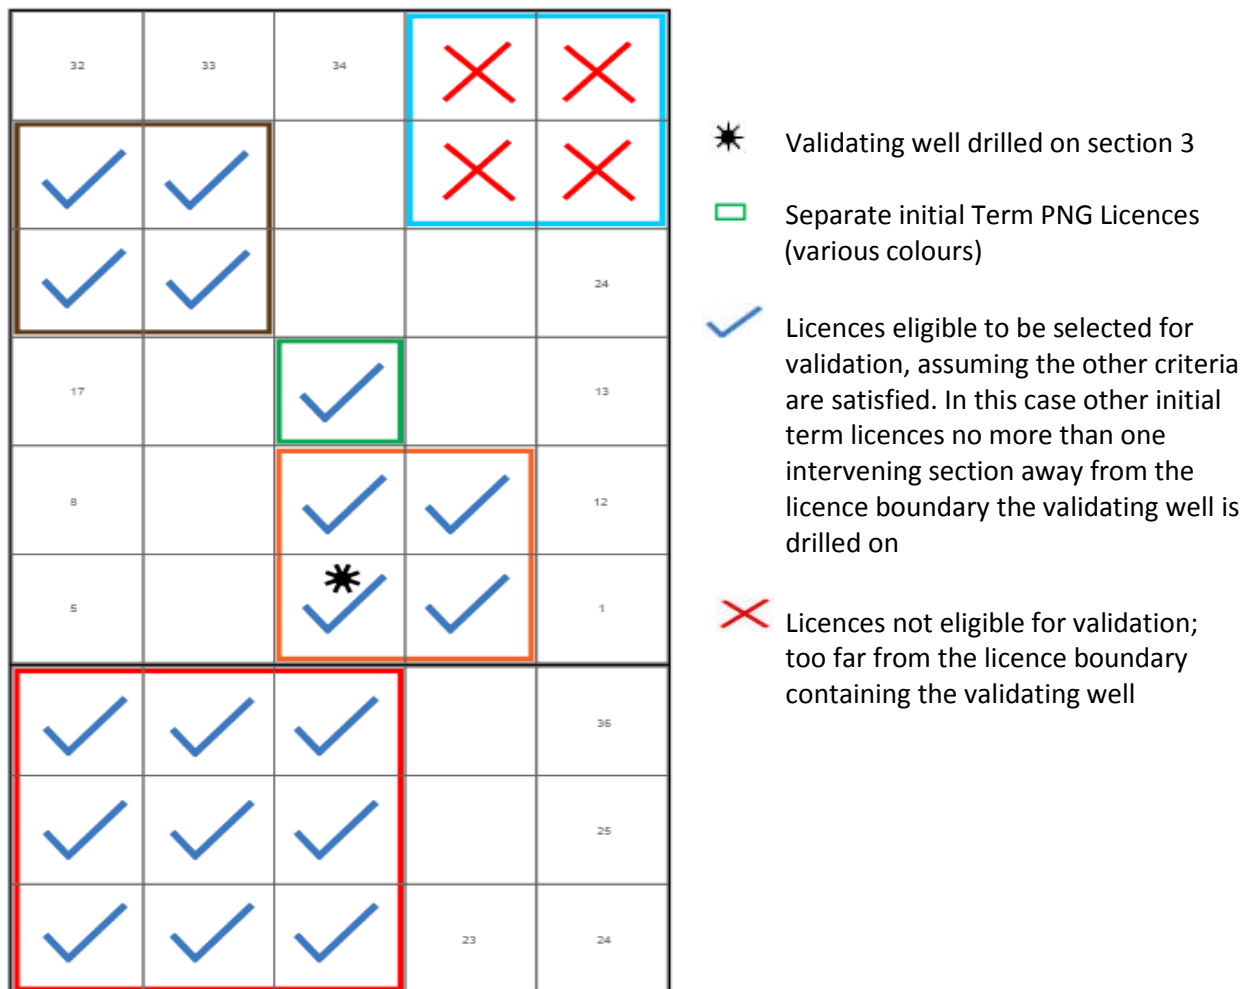 32 33 34
24
17 13
8 12
5 1
36
25
23 24
Validating well drilled on section 3
Separate initial Term PNG Licences
(various colours)
Licences eligible to be selected for
validation, assuming the other criteria
are satisfied. In this case other initial
term licences no more than one
intervening section away from the
licence boundary the validating well is
drilled on
Licences not eligible for validation;
too far from the licence boundary
containing the validating well